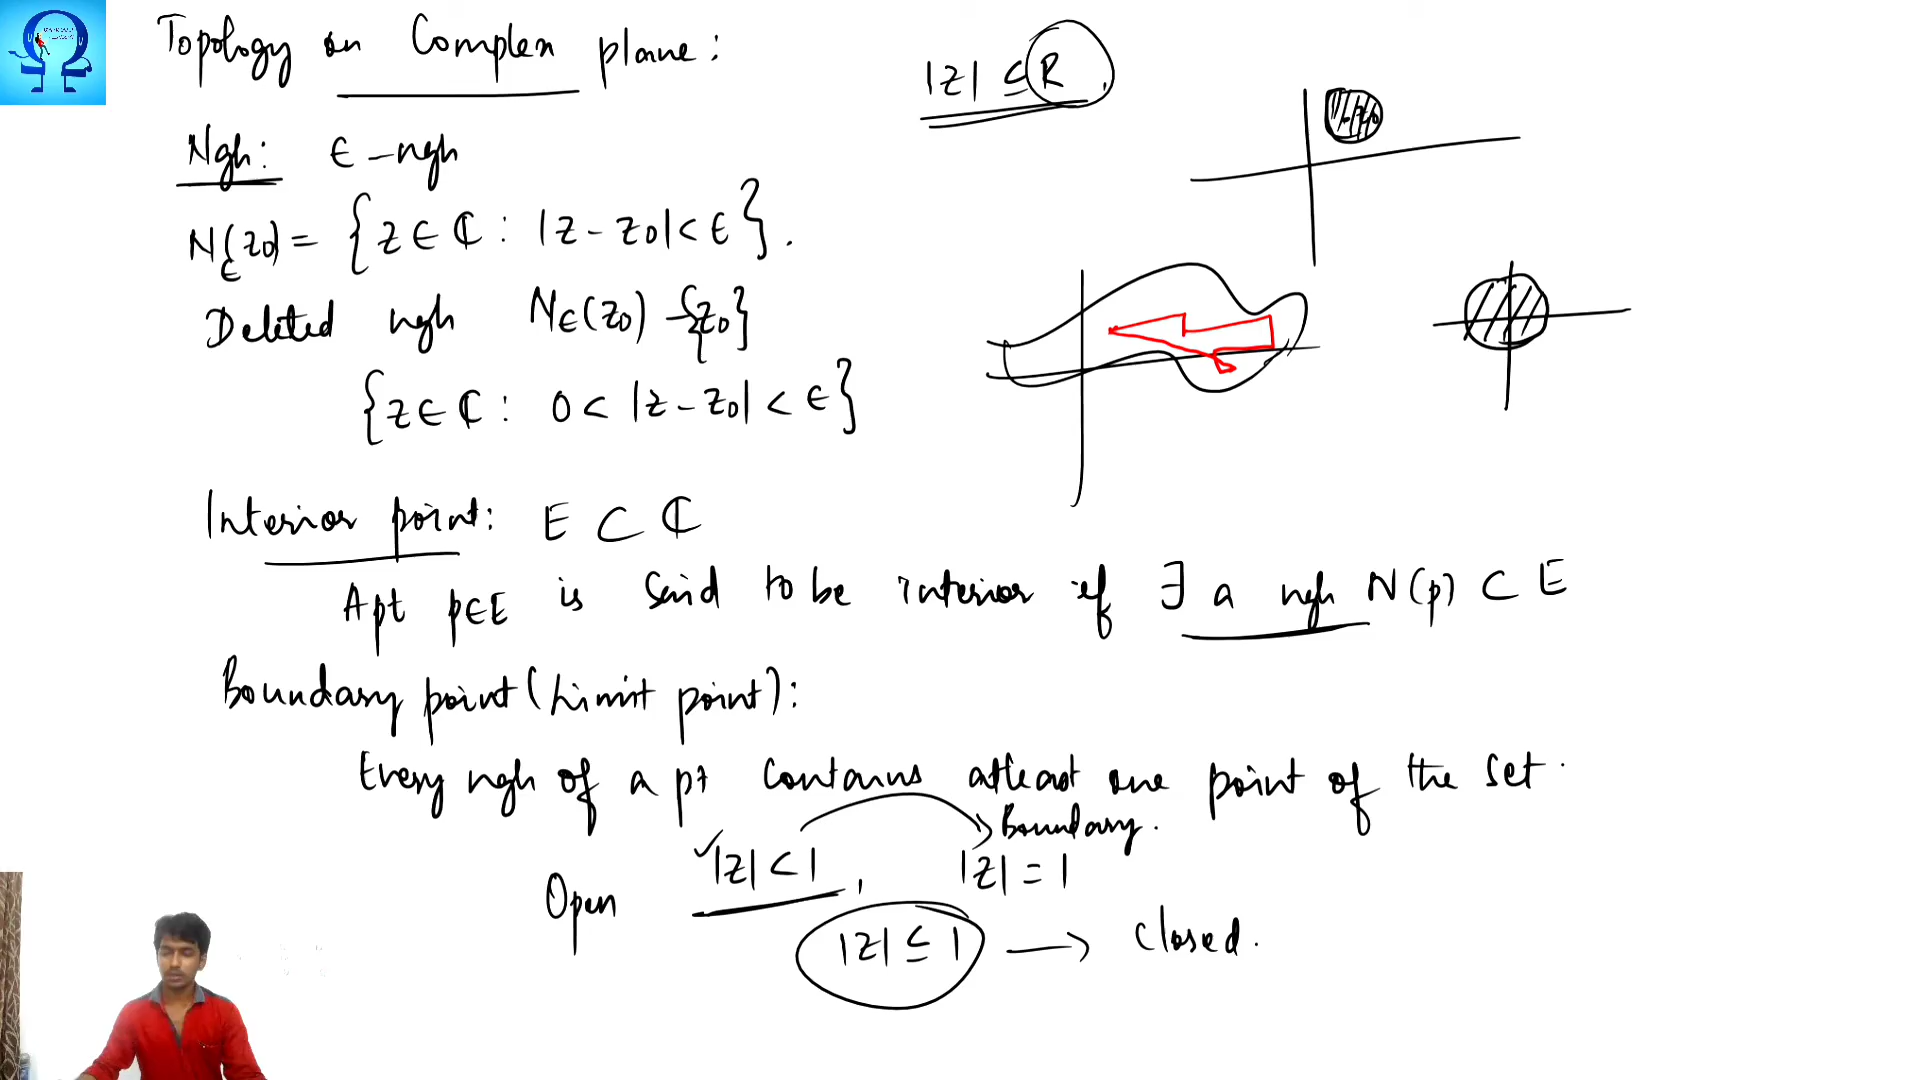 Topology on Complex plane:
|z| ≤ R
Ngh: ϵ-ngh
N_ϵ(z0) = {z ∈ ℂ : |z - z0| < ϵ}.
Deleted ngh N_ϵ(z0) - {z0}
{z ∈ ℂ : 0 < |z - z0| < ϵ}
Interior point: E ⊂ ℂ
A pt p∈E is said to be interior if ∃ a ngh N(p) ⊂ E
Boundary point (Limit point):
Every ngh of a pt contains atleast one point of the set.
Boundary.
Open |z| < 1, |z| = 1
|z| ≤ 1 → closed.